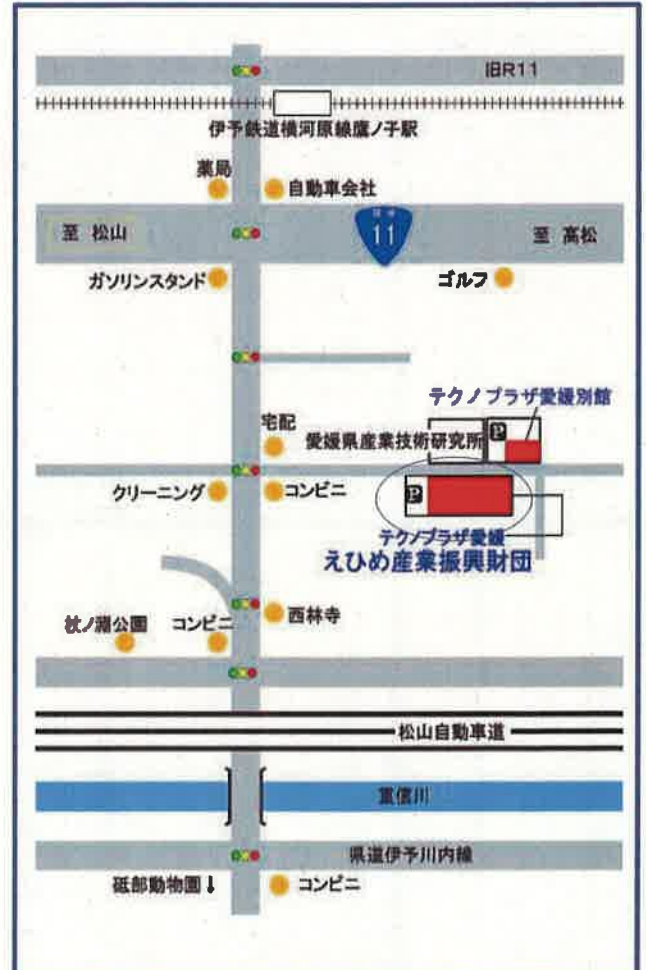 旧R11
伊予鉄道横河原線鷹ノ子駅
薬局
自動車会社
至 松山
11
至 高松
ガソリンスタンド
ゴルフ
テクノプラザ愛媛別館
宅配
愛媛県産業技術研究所
P
クリーニング
コンビニ
P
テクノプラザ愛媛
えひめ産業振興財団
西林寺
杖ノ淵公園
コンビニ
松山自動車道
重信川
県道伊予川内線
砥部動物園↓
コンビニ